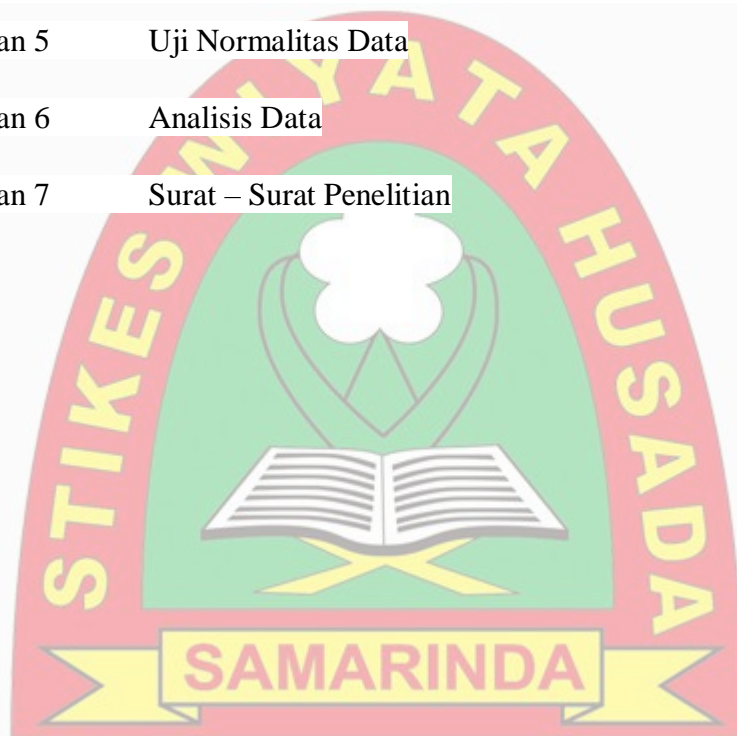 an 5 Uji Normalitas Data
an 6 Analisis Data
an 7 Surat – Surat Penelitian
STIKES WIYATA HUSADA
SAMARINDA